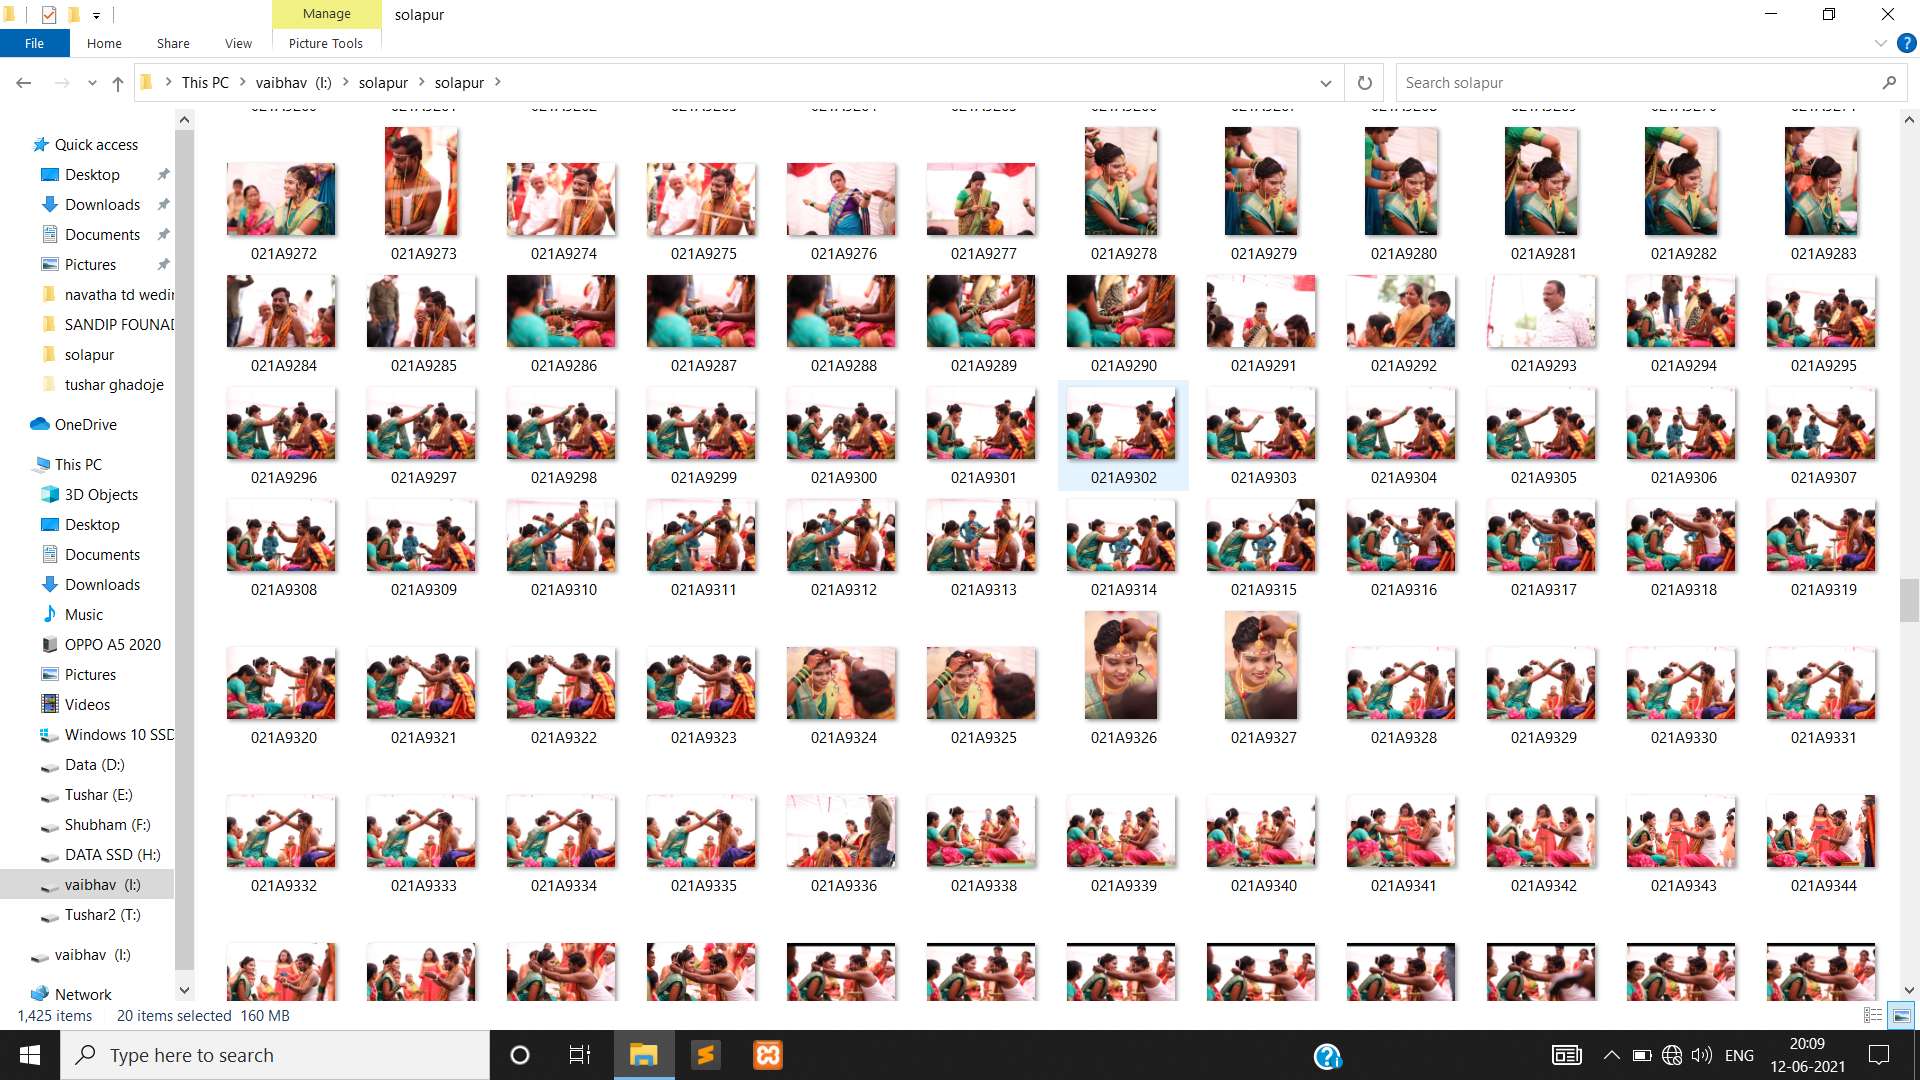 Manage
solapur
File
Home
Share
View
Picture Tools
This PC
vaibhav (I:)
solapur
solapur
Search solapur
Quick access
Desktop
Downloads
Documents
Pictures
navatha td wedin
SANDIP FOUNAD
solapur
tushar ghadoje
OneDrive
This PC
3D Objects
Desktop
Documents
Downloads
Music
OPPO A5 2020
Pictures
Videos
Windows 10 SSD
Data (D:)
Tushar (E:)
Shubham (F:)
DATA SSD (H:)
vaibhav (I:)
Tushar2 (T:)
vaibhav (I:)
Network
021A9272 021A9273 021A9274 021A9275 021A9276 021A9277 021A9278 021A9279 021A9280 021A9281 021A9282 021A9283
021A9284 021A9285 021A9286 021A9287 021A9288 021A9289 021A9290 021A9291 021A9292 021A9293 021A9294 021A9295
021A9296 021A9297 021A9298 021A9299 021A9300 021A9301 021A9302 021A9303 021A9304 021A9305 021A9306 021A9307
021A9308 021A9309 021A9310 021A9311 021A9312 021A9313 021A9314 021A9315 021A9316 021A9317 021A9318 021A9319
021A9320 021A9321 021A9322 021A9323 021A9324 021A9325 021A9326 021A9327 021A9328 021A9329 021A9330 021A9331
021A9332 021A9333 021A9334 021A9335 021A9336 021A9338 021A9339 021A9340 021A9341 021A9342 021A9343 021A9344
1,425 items 20 items selected 160 MB
Type here to search
ENG
20:09
12-06-2021